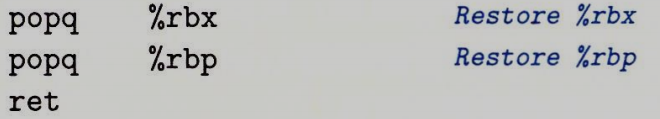 popq %rbx Restore %rbx
popq %rbp Restore %rbp
ret